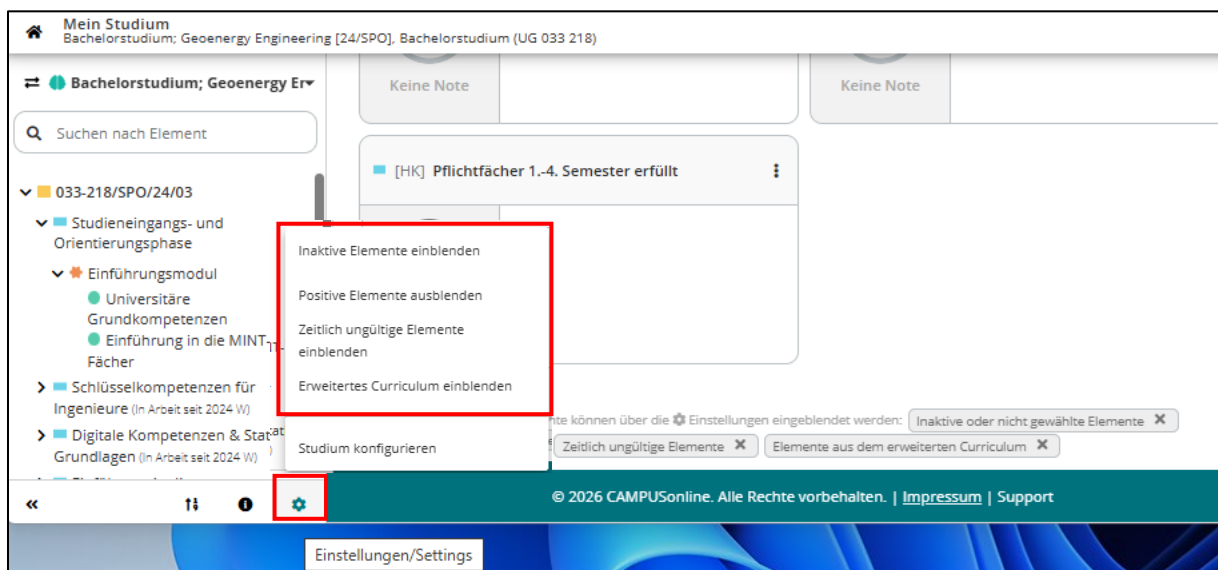 Mein Studium
Bachelorstudium; Geoenergy Engineering [24/SPO], Bachelorstudium (UG 033 218)
Bachelorstudium; Geoenergy Er
Suchen nach Element
033-218/SPO/24/03
Studieneingangs- und
Orientierungsphase
Einführungsmodul
Universitäre
Grundkompetenzen
Einführung in die MINT
Fächer
Schlüsselkompetenzen für
Ingenieure (In Arbeit seit 2024 W)
Digitale Kompetenzen & Stat
Grundlagen (In Arbeit seit 2024 W)
Keine Note
Keine Note
[HK] Pflichtfächer 1.-4. Semester erfüllt
Inaktive Elemente einblenden
Positive Elemente ausblenden
Zeitlich ungültige Elemente
einblenden
Erweitertes Curriculum einblenden
Studium konfigurieren
können über die Einstellungen eingeblendet werden: Inaktive oder nicht gewählte Elemente
Zeitlich ungültige Elemente Elemente aus dem erweiterten Curriculum
© 2026 CAMPUSonline. Alle Rechte vorbehalten. | Impressum | Support
Einstellungen/Settings